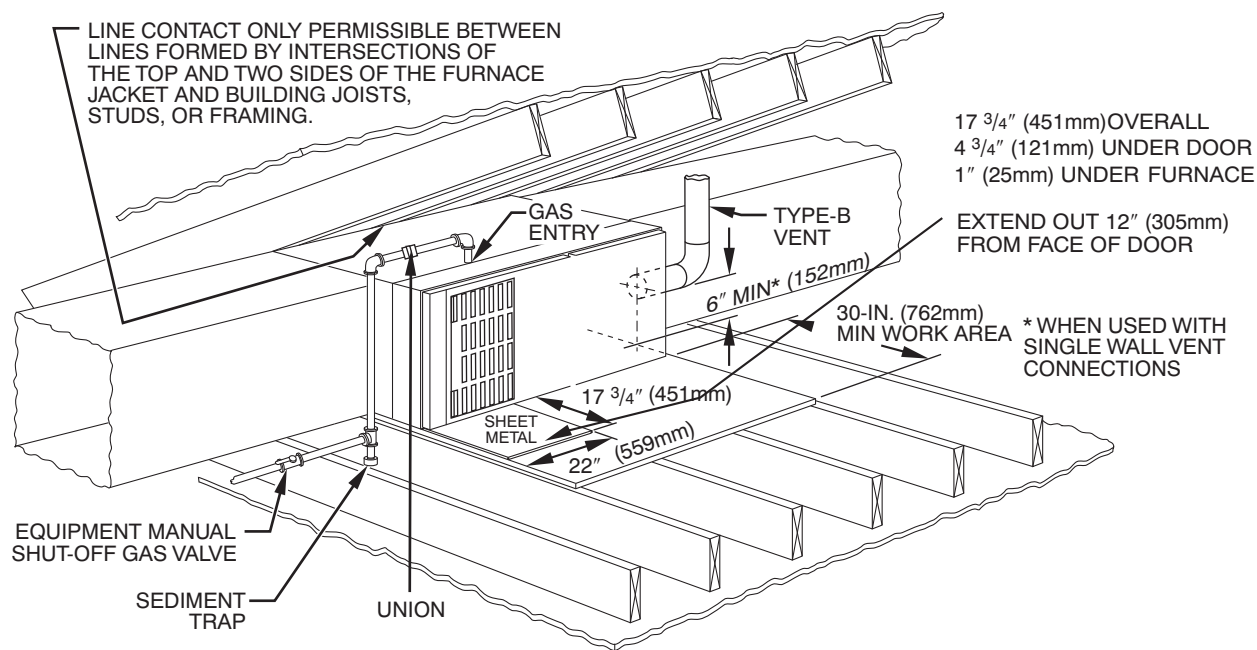 LINE CONTACT ONLY PERMISSIBLE BETWEEN
LINES FORMED BY INTERSECTIONS OF
THE TOP AND TWO SIDES OF THE FURNACE
JACKET AND BUILDING JOISTS,
STUDS, OR FRAMING.
17 3/4″ (451mm)OVERALL
4 3/4″ (121mm) UNDER DOOR
1″ (25mm) UNDER FURNACE
EXTEND OUT 12″ (305mm)
FROM FACE OF DOOR
GAS
ENTRY
TYPE-B
VENT
6″ MIN* (152mm)
30-IN. (762mm)
MIN WORK AREA
* WHEN USED WITH
SINGLE WALL VENT
CONNECTIONS
17 3/4″ (451mm)
SHEET
METAL
22″ (559mm)
EQUIPMENT MANUAL
SHUT-OFF GAS VALVE
SEDIMENT
TRAP
UNION